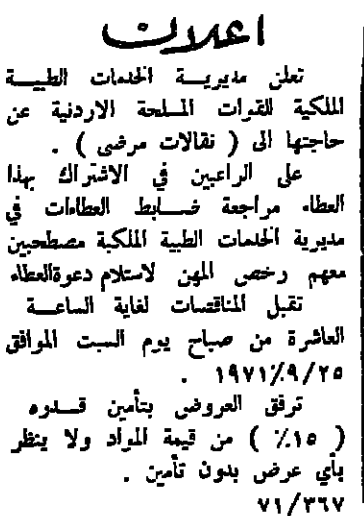 اعلان
تعلن مديرية الخدمات الطبية
الملكية للقوات المسلحة الاردنية عن
حاجتها الى ( نقالات مرضى ) .
على الراغبين في الاشتراك بهذا
العطاء مراجعة ضابط العطاءات في
مديرية الخدمات الطبية الملكية مصطحبين
معهم رخص المهن لاستلام دعوةالعطاء
تقبل المناقصات لغاية الساعة
العاشرة من صباح يوم السبت الموافق
١٩٧١/٩/٢٥ .
ترفق العروض بتأمين قدره
( ١٥٪ ) من قيمة المواد ولا ينظر
بأي عرض بدون تأمين .
٧١/٣٦٧